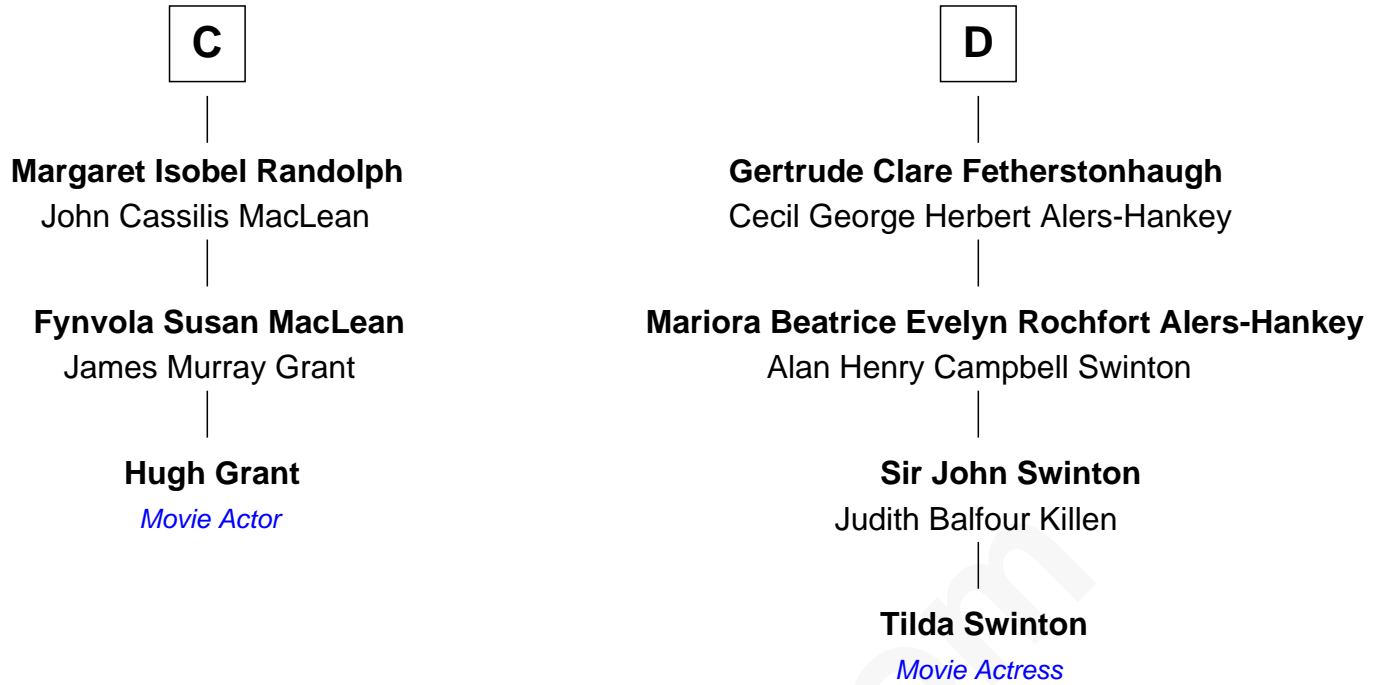 C
Margaret Isobel Randolph
John Cassilis MacLean
Fynvola Susan MacLean
James Murray Grant
Hugh Grant
Movie Actor
D
Gertrude Clare Fetherstonhaugh
Cecil George Herbert Alers-Hankey
Mariora Beatrice Evelyn Rochfort Alers-Hankey
Alan Henry Campbell Swinton
Sir John Swinton
Judith Balfour Killen
Tilda Swinton
Movie Actress